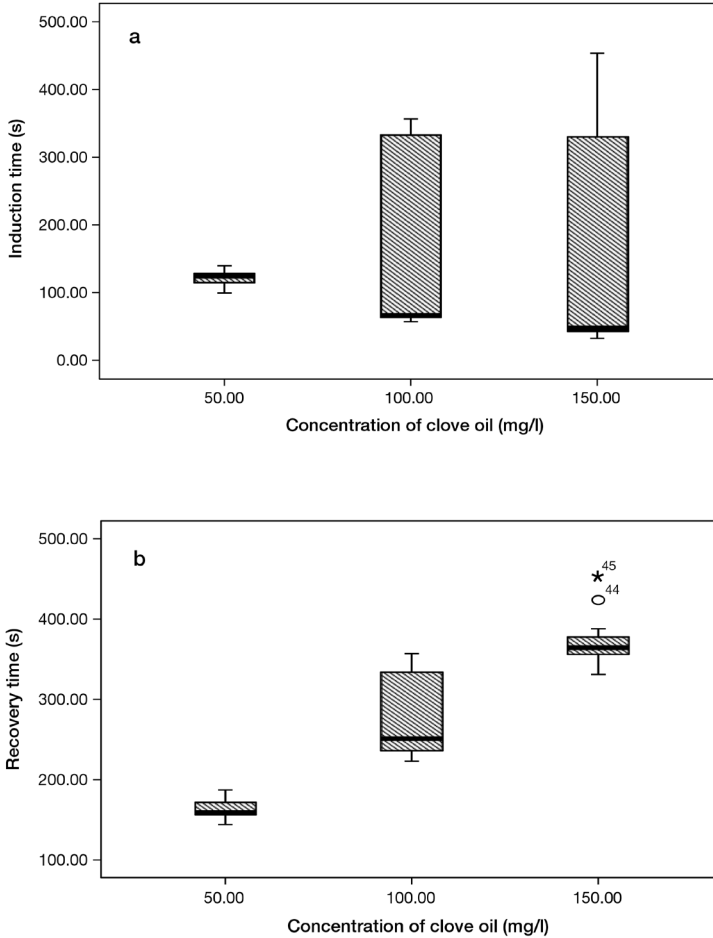 a
500.00
400.00
300.00
200.00
100.00
0.00
Induction time (s)
50.00 100.00 150.00
Concentration of clove oil (mg/l)
b
500.00
400.00
300.00
200.00
100.00
Recovery time (s)
45
44
50.00 100.00 150.00
Concentration of clove oil (mg/l)